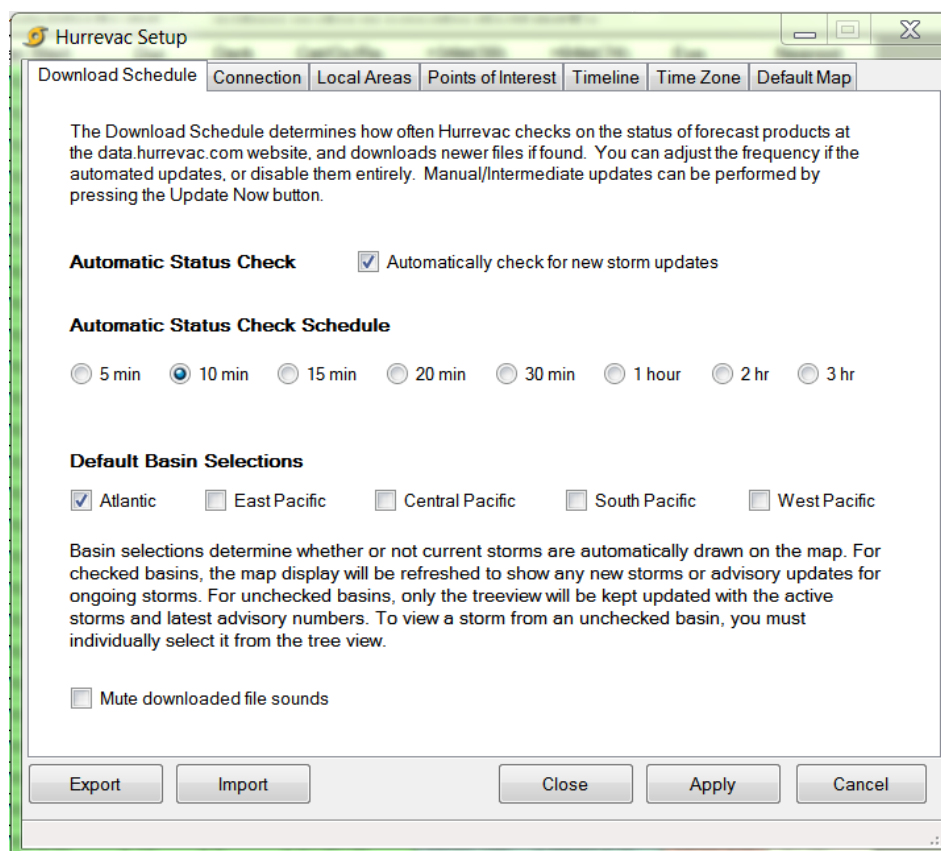 Hurrevac Setup
Download Schedule Connection Local Areas Points of Interest Timeline Time Zone Default Map
The Download Schedule determines how often Hurrevac checks on the status of forecast products at
the data.hurrevac.com website, and downloads newer files if found. You can adjust the frequency if the
automated updates, or disable them entirely. Manual/Intermediate updates can be performed by
pressing the Update Now button.
Automatic Status Check Automatically check for new storm updates
Automatic Status Check Schedule
5 min 10 min 15 min 20 min 30 min 1 hour 2 hr 3 hr
Default Basin Selections
Atlantic East Pacific Central Pacific South Pacific West Pacific
Basin selections determine whether or not current storms are automatically drawn on the map. For
checked basins, the map display will be refreshed to show any new storms or advisory updates for
ongoing storms. For unchecked basins, only the treeview will be kept updated with the active
storms and latest advisory numbers. To view a storm from an unchecked basin, you must
individually select it from the tree view.
Mute downloaded file sounds
Export Import Close Apply Cancel